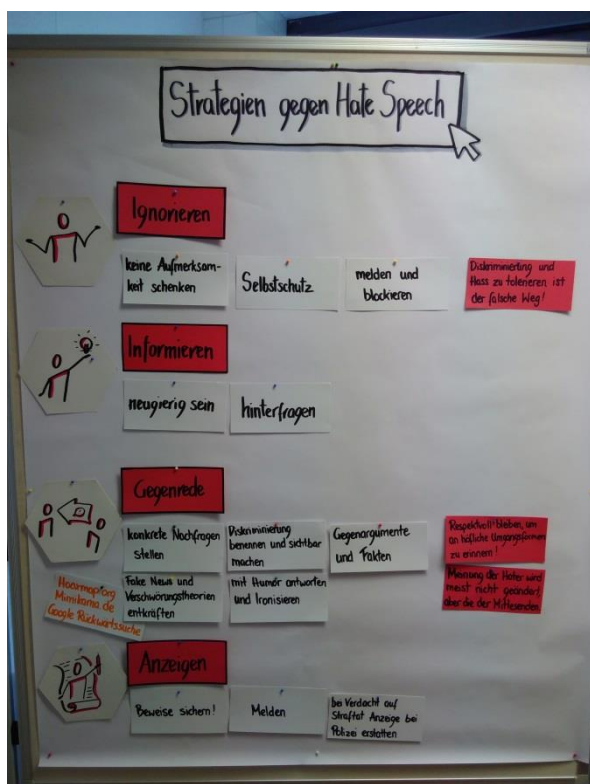 Strategien gegen Hate Speech
Ignorieren
keine Aufmerksam-
keit schenken
Selbstschutz
melden und
blockieren
Diskriminierung und
Hass zu tolerieren ist
der falsche Weg!
Informieren
neugierig sein
hinterfragen
Gegenrede
konkrete Nachfragen
stellen
Diskriminierung
benennen und sichtbar
machen
Gegenargumente
und Fakten
Respektvoll bleiben, um
an höfliche Umgangsformen
zu erinnern!
Hoaxmap.org
Mimikama.de
Google Rückwärtssuche
Fake News und
Verschwörungstheorien
entkräften
mit Humor antworten
und Ironisieren
Meinung der Hater wird
meist nicht geändert,
aber die der Mitlesenden
Anzeigen
Beweise sichern!
Melden
bei Verdacht auf
Straftat Anzeige bei
Polizei erstatten